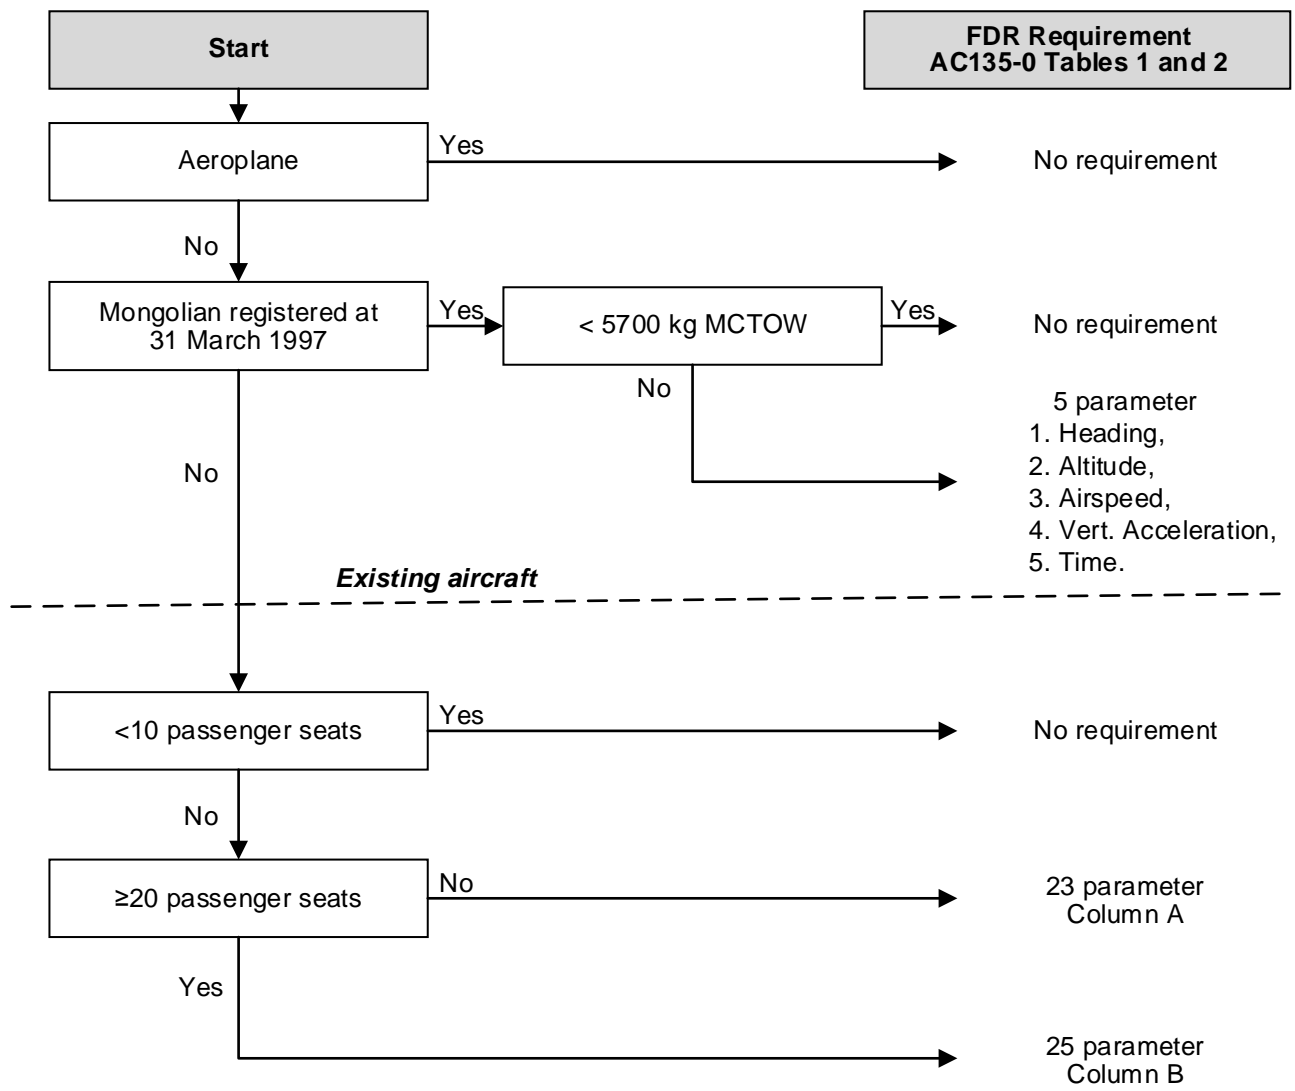 Start
FDR Requirement
AC135-0 Tables 1 and 2
Aeroplane
Yes
No requirement
No
Mongolian registered at
31 March 1997
Yes
< 5700 kg MCTOW
Yes
No requirement
No
5 parameter
1. Heading,
2. Altitude,
3. Airspeed,
4. Vert. Acceleration,
5. Time.
No
Existing aircraft
<10 passenger seats
Yes
No requirement
No
≥20 passenger seats
No
23 parameter
Column A
Yes
25 parameter
Column B